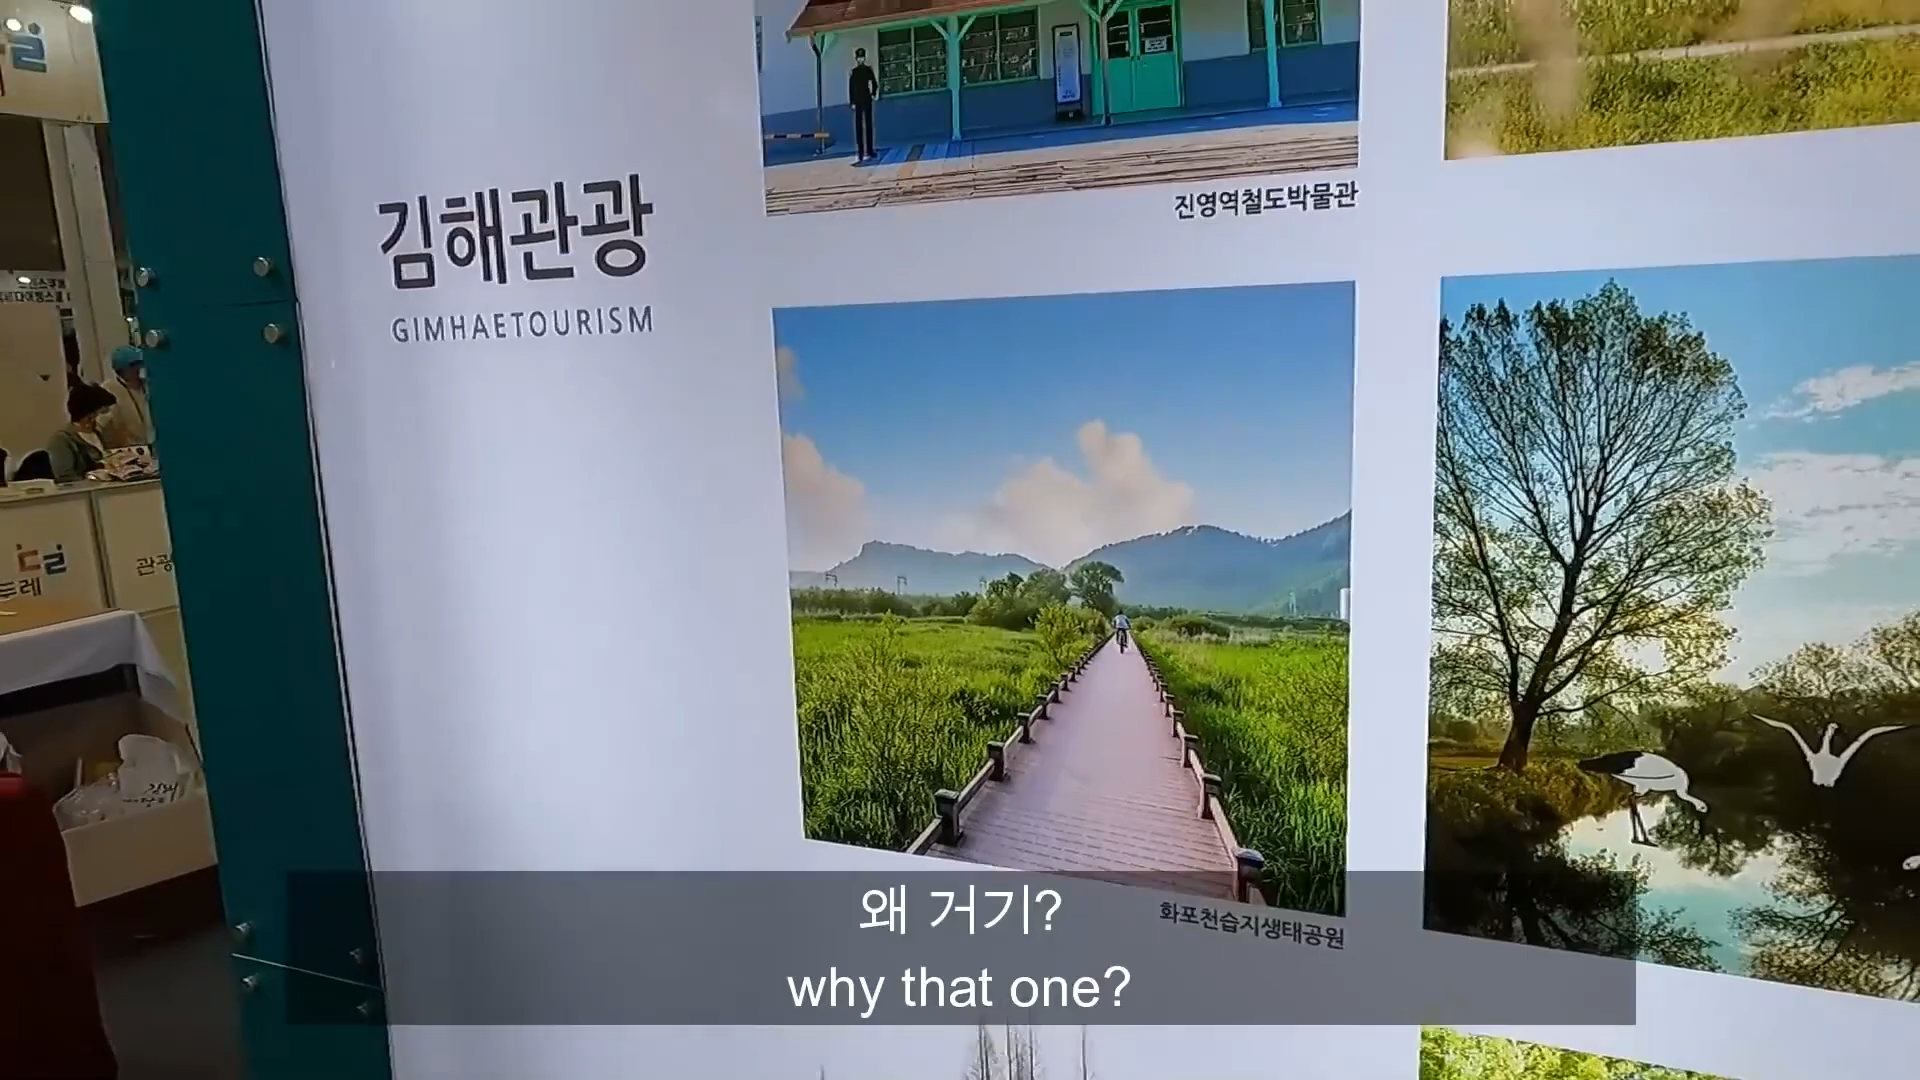 김해관광
GIMHAETOURISM
진영역철도박물관
화포천습지생태공원
왜 거기?
why that one?
두레
관광